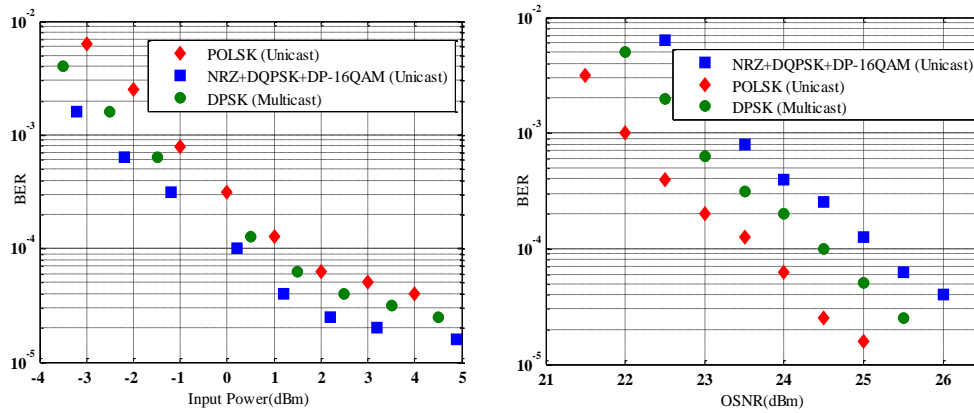 10-2
POLSK (Unicast)
NRZ+DQPSK+DP-16QAM (Unicast)
DPSK (Multicast)
10-3
BER
10-4
10-5
-4 -3 -2 -1 0 1 2 3 4 5
Input Power(dBm)
10-2
NRZ+DQPSK+DP-16QAM (Unicast)
POLSK (Unicast)
DPSK (Multicast)
10-3
BER
10-4
10-5
21 22 23 24 25 26
OSNR(dBm)